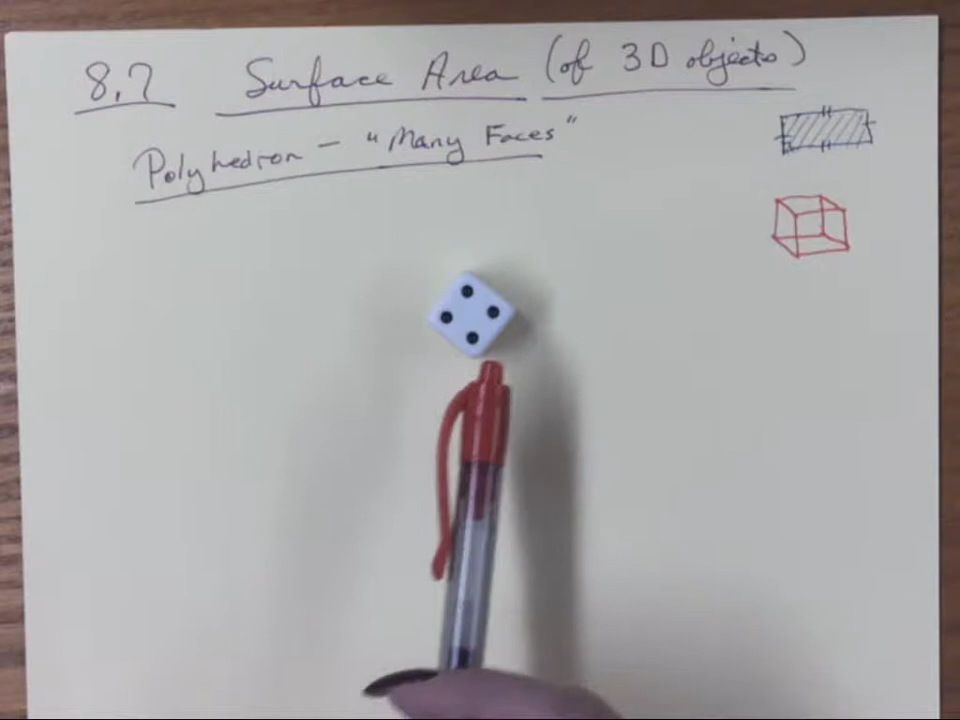 8.7 Surface Area (of 3D objects)
Polyhedron - "Many Faces"